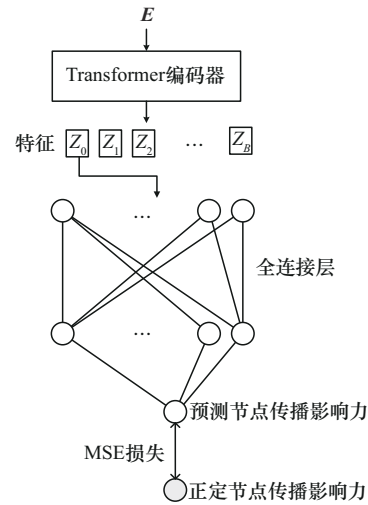 E
Transformer编码器
特征 Z0 Z1 Z2 … ZB
…
全连接层
…
预测节点传播影响力
MSE损失
正定节点传播影响力